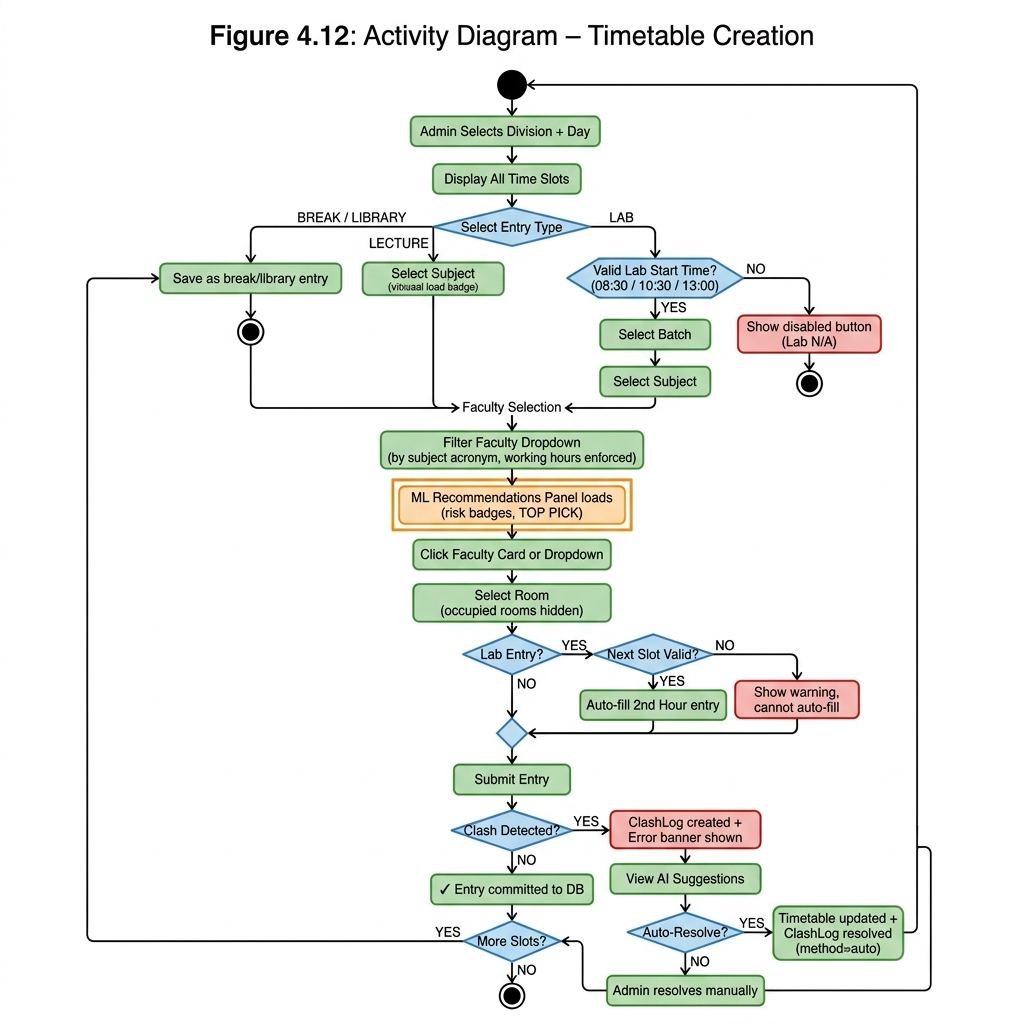 Figure 4.12: Activity Diagram – Timetable Creation
Admin Selects Division + Day
Display All Time Slots
Select Entry Type
BREAK / LIBRARY
LECTURE
LAB
Save as break/library entry
Select Subject
load badge)
Valid Lab Start Time?
(08:30 / 10:30 / 13:00)
NO
YES
Select Batch
Show disabled button
(Lab N/A)
Select Subject
Faculty Selection
Filter Faculty Dropdown
(by subject acronym, working hours enforced)
ML Recommendations Panel loads
(risk badges, TOP PICK)
Click Faculty Card or Dropdown
Select Room
(occupied rooms hidden)
Lab Entry?
YES
Next Slot Valid?
NO
NO
YES
Auto-fill 2nd Hour entry
Show warning,
cannot auto-fill
Submit Entry
Clash Detected?
YES
ClashLog created +
Error banner shown
NO
✓ Entry committed to DB
View AI Suggestions
YES
More Slots?
Auto-Resolve?
YES
Timetable updated +
ClashLog resolved
(method=auto)
NO
NO
Admin resolves manually